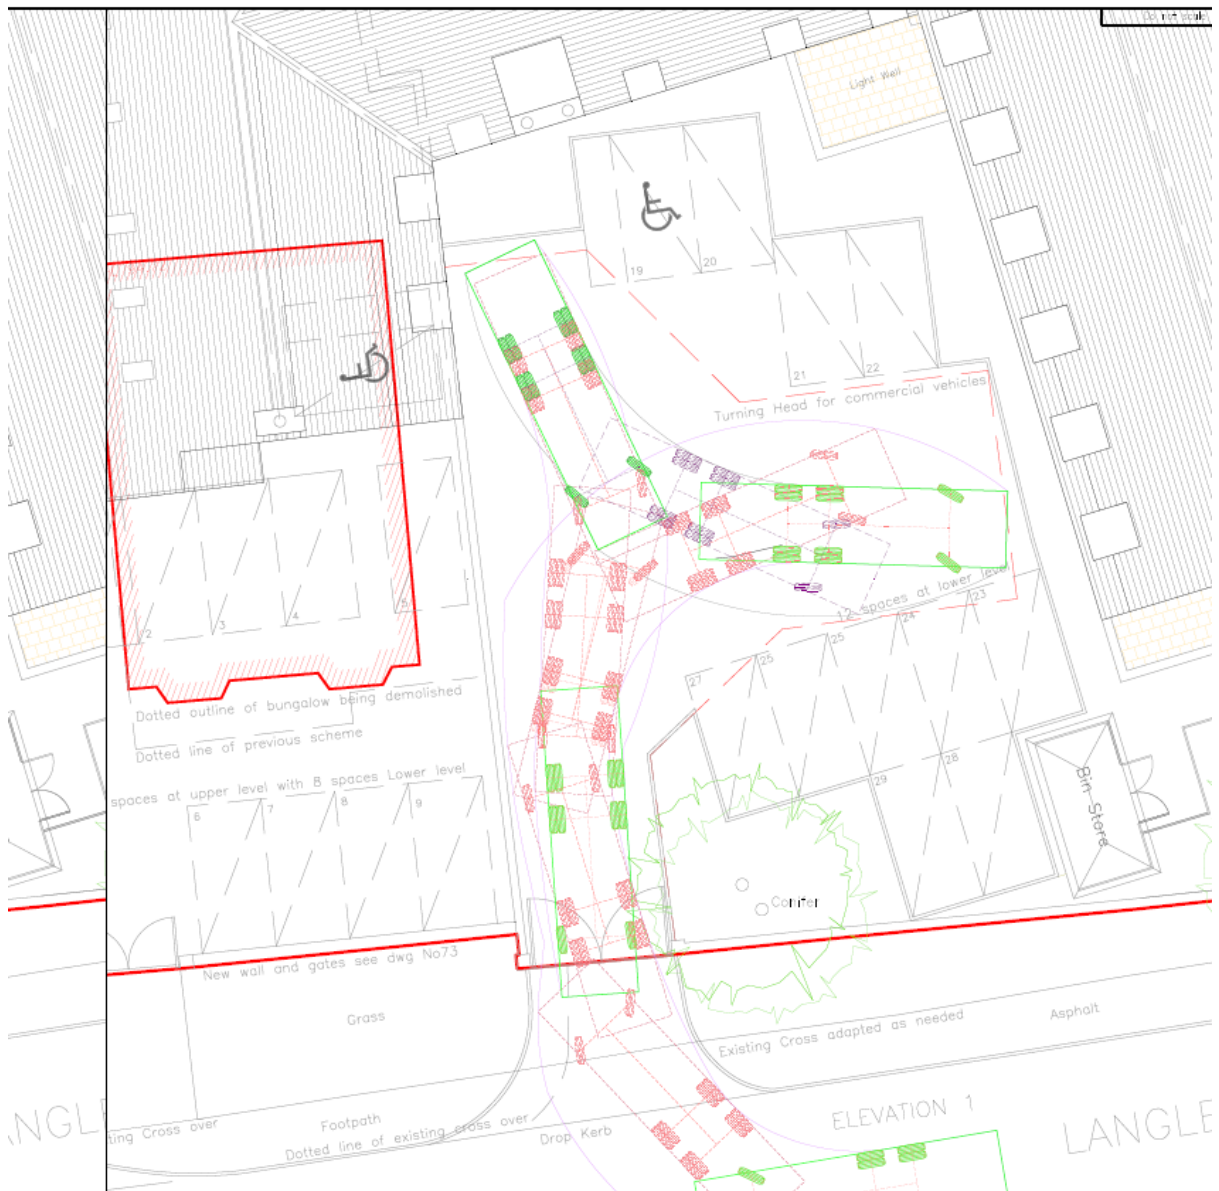 Do not scale
Light Well
19
20
21
22
Turning Head for commercial vehicles
12 spaces at lower level
23
24
25
25
27
2
3
4
5
Dotted outline of bungalow being demolished
Dotted line of previous scheme
spaces at upper level with 8 spaces Lower level
6
7
8
9
28
29
Bin Store
Conifer
New wall and gates see dwg No73
Grass
Asphalt
Existing Cross adapted as needed
ANGLE
ting Cross over
Footpath
Dotted line of existing cross over
Drop Kerb
ELEVATION 1
LANGLE